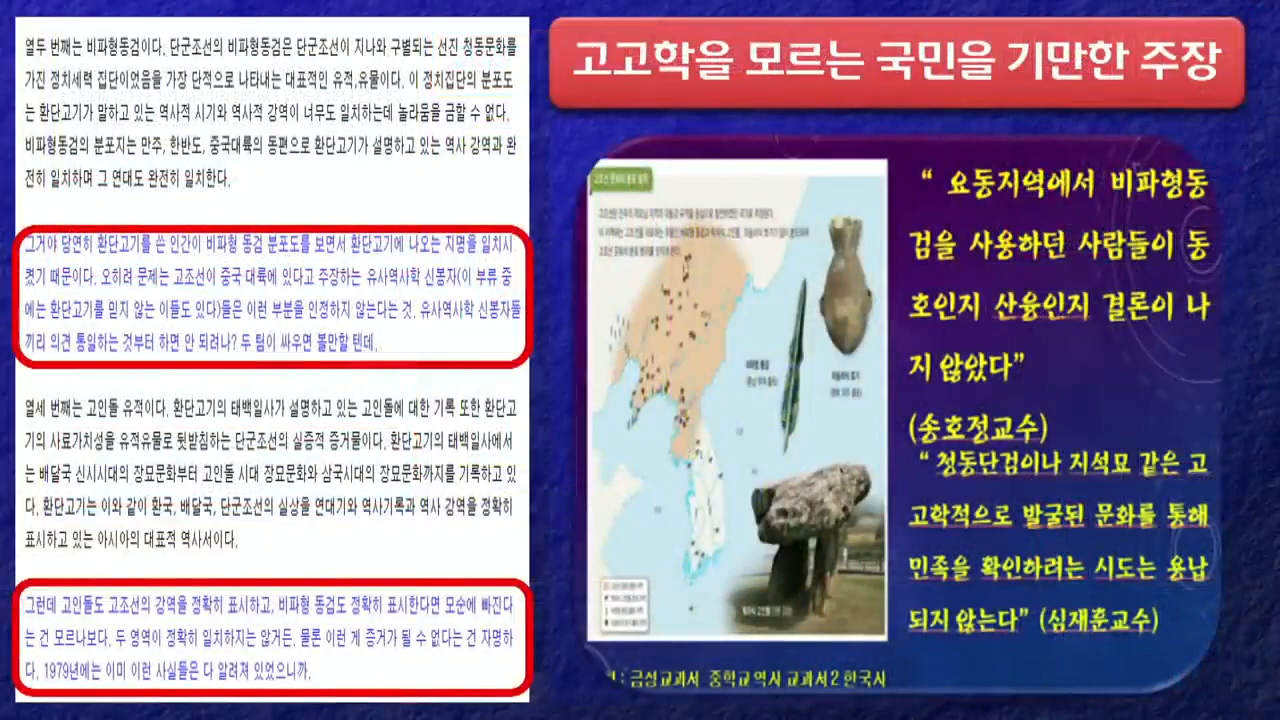 열두 번째는 비파형동검이다. 단군조선의 비파형동검은 단군조선이 지나와 구별되는 선진 청동문화를
가진 정치세력 집단이었음을 가장 단적으로 나타내는 대표적인 유적,유물이다. 이 정치집단의 분포도
는 환단고기가 말하고 있는 역사적 시기와 역사적 강역이 너무도 일치하는데 놀라움을 금할 수 없다.
비파형동검의 분포지는 만주, 한반도, 중국대륙의 동편으로 환단고기가 설명하고 있는 역사 강역과 완
전히 일치하며 그 연대도 완전히 일치한다.
그거야 당연히 환단고기를 쓴 인간이 비파형 동검 분포도를 보면서 환단고기에 나오는 지명을 일치시
켰기 때문이다. 오히려 문제는 고조선이 중국 대륙에 있다고 주장하는 유사역사학 신봉자(이 부류 중
에는 환단고기를 믿지 않는 이들도 있다)들은 이런 부분을 인정하지 않는다는 것. 유사역사학 신봉자들
끼리 의견 통일하는 것부터 하면 안 되려나? 두 팀이 싸우면 볼만할 텐데.
열세 번째는 고인돌 유적이다. 환단고기의 태백일사가 설명하고 있는 고인돌에 대한 기록 또한 환단고
기의 사료가치성을 유적유물로 뒷받침하는 단군조선의 실증적 증거물이다. 환단고기의 태백일사에서
는 배달국 신시시대의 장묘문화부터 고인돌 시대 장묘문화와 삼국시대의 장묘문화까지를 기록하고 있
다. 환단고기는 이와 같이 환국, 배달국, 단군조선의 실상을 연대기와 역사기록과 역사 강역을 정확히
표시하고 있는 아시아의 대표적 역사서이다.
그런데 고인돌도 고조선의 강역을 정확히 표시하고, 비파형 동검도 정확히 표시한다면 모순에 빠진다
는 건 모르나보다. 두 영역이 정확히 일치하지는 않거든. 물론 이런 게 증거가 될 수 없다는 건 자명하
다. 1979년에는 이미 이런 사실들은 다 알려져 있었으니까.
고고학을 모르는 국민을 기만한 주장
“ 요동지역에서 비파형동
검을 사용하던 사람들이 동
호인지 산융인지 결론이 나
지 않았다”
(송호정교수)
“ 청동단검이나 지석묘 같은 고
고학적으로 발굴된 문화를 통해
민족을 확인하려는 시도는 용납
되지 않는다” (심재훈교수)
: 금성교과서 중학교 역사 교과서2 한국사